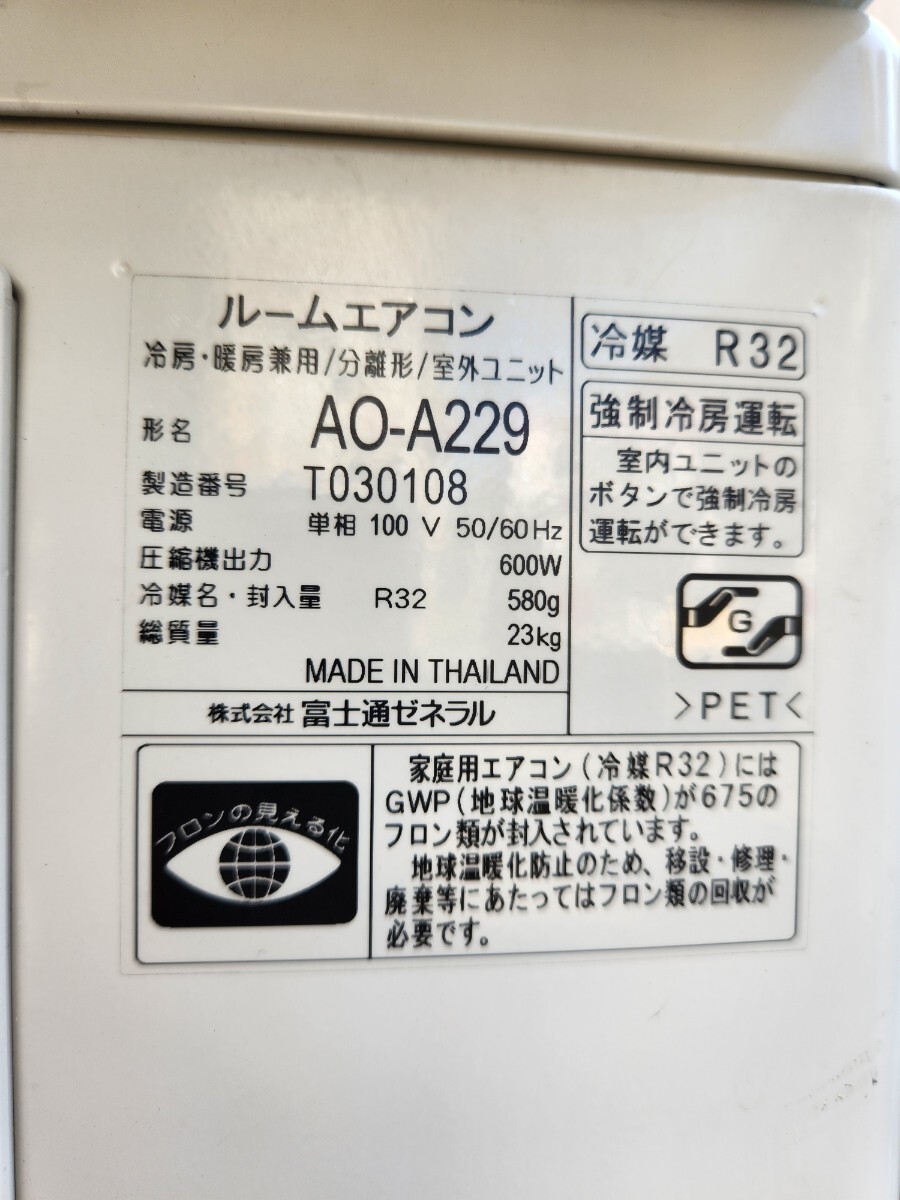 ルームエアコン
冷房・暖房兼用/分離形/室外ユニット
形名 AO-A229
製造番号 T030108
電源 単相 100 V 50/60Hz
圧縮機出力 600W
冷媒名・封入量 R32 580g
総質量 23kg
MADE IN THAILAND
株式会社 富士通ゼネラル
冷媒 R32
強制冷房運転
室内ユニットの
ボタンで強制冷房
運転ができます。
G
>PET<
フロンの見える化
家庭用エアコン(冷媒R32)には
GWP(地球温暖化係数)が675の
フロン類が封入されています。
地球温暖化防止のため、移設・修理・
廃棄等にあたってはフロン類の回収が
必要です。